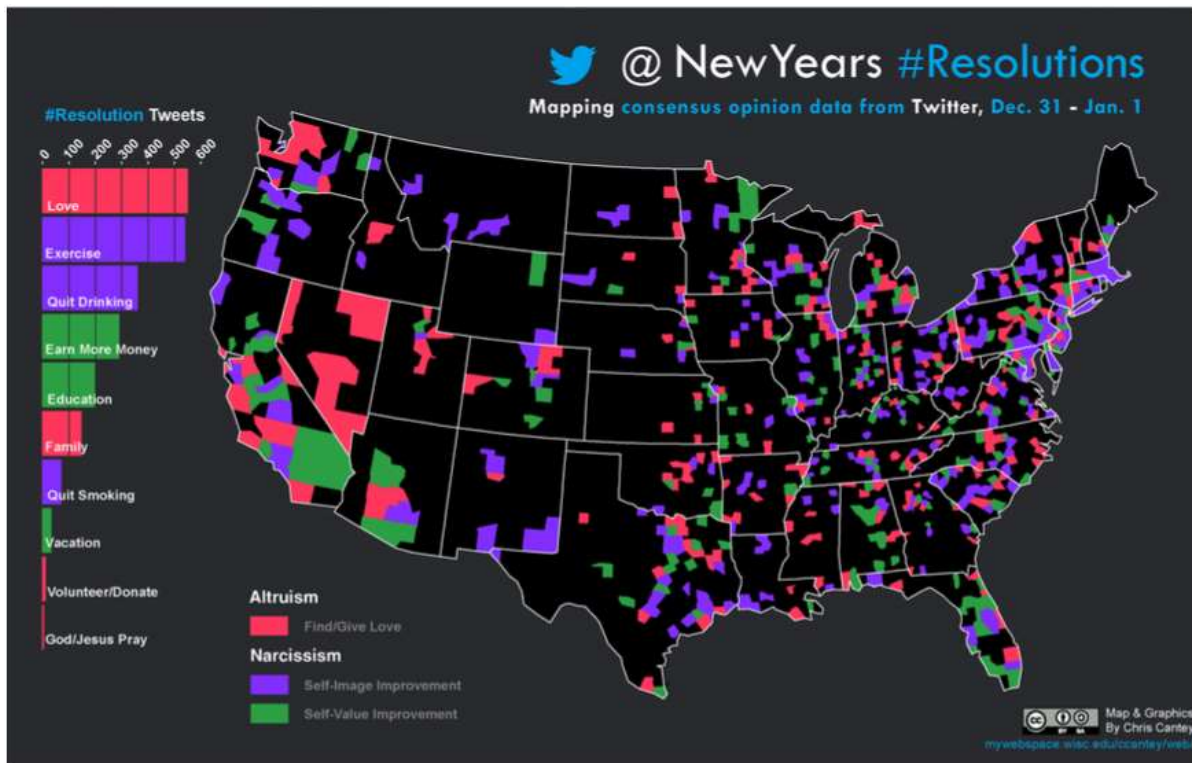 @ NewYears #Resolutions
Mapping consensus opinion data from Twitter, Dec. 31 - Jan. 1
#Resolution Tweets
0 100 200 300 400 500 600
Love
Exercise
Quit Drinking
Earn More Money
Education
Family
Quit Smoking
Vacation
Volunteer/Donate
God/Jesus Pray
Altruism
Find/Give Love
Narcissism
Self-Image Improvement
Self-Value Improvement
cc
BY SA
Map & Graphics
By Chris Cantey
mywebspace.wisc.edu/ccantey/web/